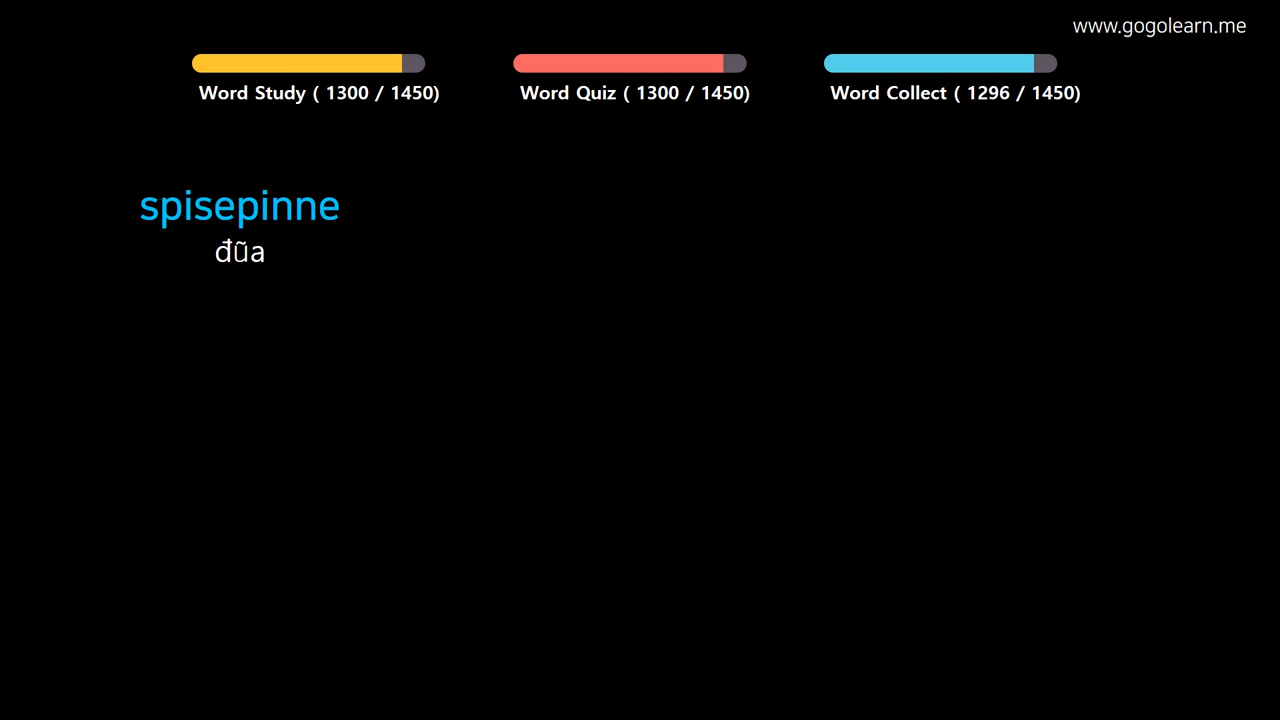 www.gogolearn.me
Word Study ( 1300 / 1450)
Word Quiz ( 1300 / 1450)
Word Collect ( 1296 / 1450)
spisepinne
đũa